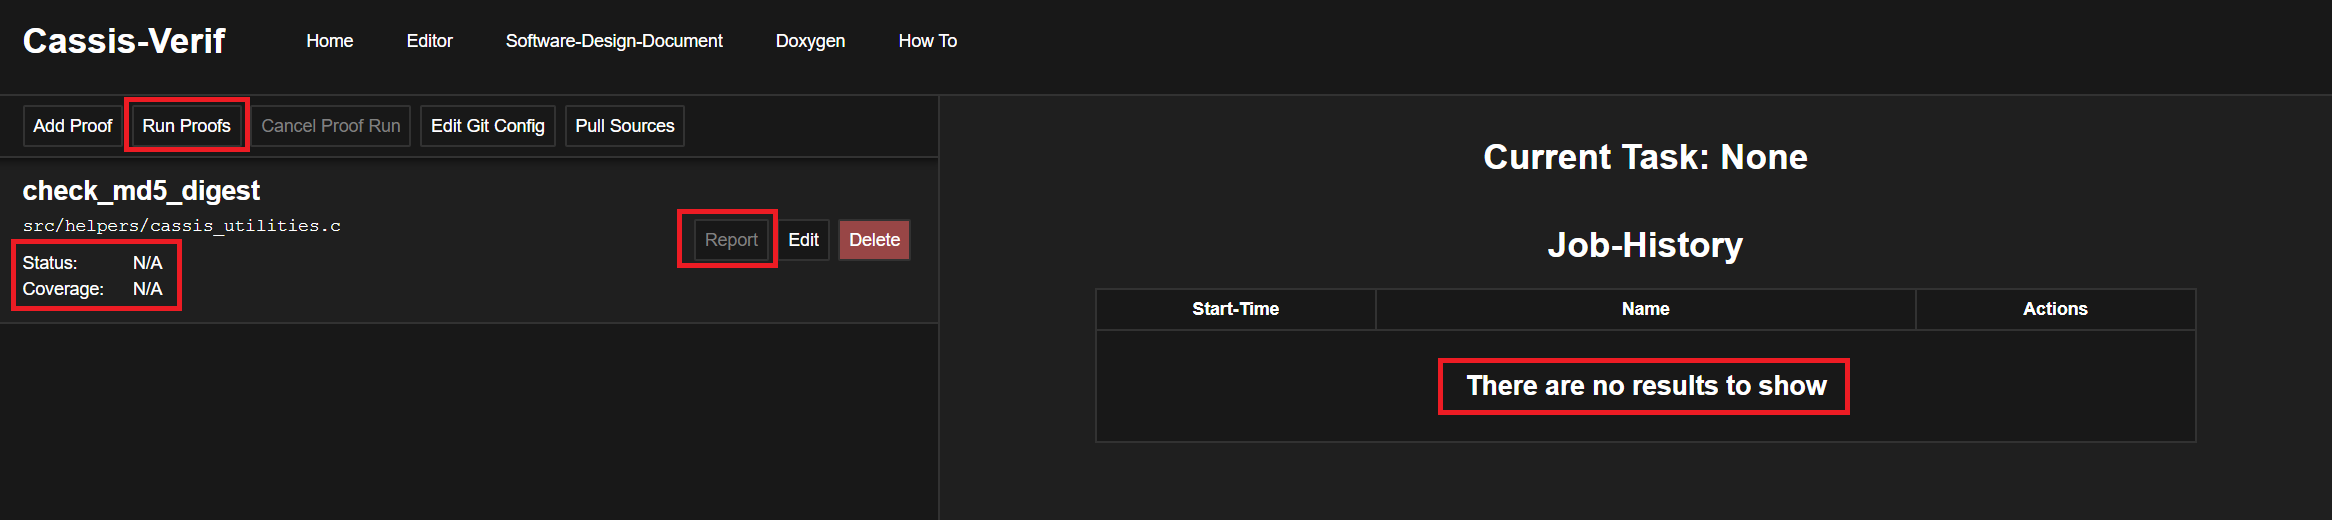 Cassis-Verif Home Editor Software-Design-Document Doxygen How To
Add Proof Run Proofs Cancel Proof Run Edit Git Config Pull Sources
check_md5_digest
src/helpers/cassis_utilities.c
Report Edit Delete
Status: N/A
Coverage: N/A
Current Task: None
Job-History
Start-Time Name Actions
There are no results to show